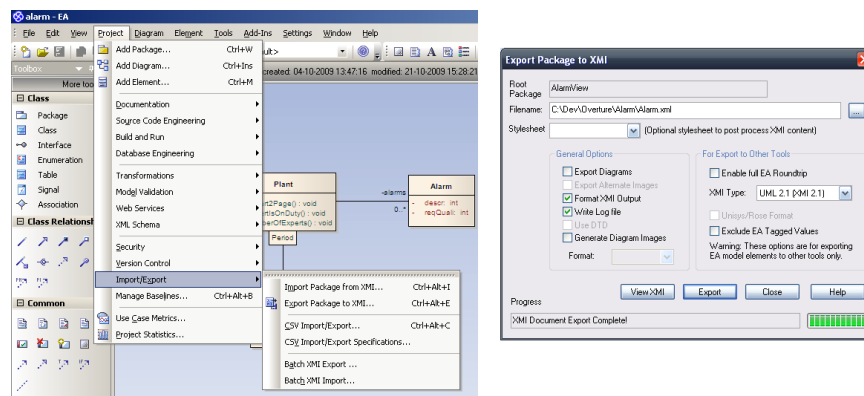 alarm - EA
File Edit View Project Diagram Element Tools Add-Ins Settings Window Help
Toolbox
More too
Class
Package
Class
Interface
Enumeration
Table
Signal
Association
Class Relationsh
Common
Add Package... Ctrl+W
Add Diagram... Ctrl+Ins
Add Element... Ctrl+M
Documentation
Source Code Engineering
Build and Run
Database Engineering
Transformations
Model Validation
Web Services
XML Schema
Security
Version Control
Import/Export
Manage Baselines... Ctrl+Alt+B
Use Case Metrics...
Project Statistics...
ult>
created: 04-10-2009 13:47:16 modified: 21-10-2009 15:28:21
Plant
rt2Page() : void
rtIsOnDuty() : void
berOfExperts() : void
Period
-alarms
0..*
Alarm
- descr: int
- reqQuali: int
Import Package from XMI... Ctrl+Alt+I
Export Package to XMI... Ctrl+Alt+E
CSV Import/Export... Ctrl+Alt+C
CSV Import/Export Specifications...
Batch XMI Export ...
Batch XMI Import...
Export Package to XMI
Root Package AlarmView
Filename: C:\Dev\Overture\Alarm\Alarm.xml ...
Stylesheet (Optional stylesheet to post process XMI content)
General Options
Export Diagrams
Export Alternate Images
Format XMI Output
Write Log file
Use DTD
Generate Diagram Images
Format:
For Export to Other Tools
Enable full EA Roundtrip
XMI Type: UML 2.1 (XMI 2.1)
Unisys/Rose Format
Exclude EA Tagged Values
Warning: These options are for exporting
EA model elements to other tools only.
View XMI Export Close Help
Progress
XMI Document Export Complete!